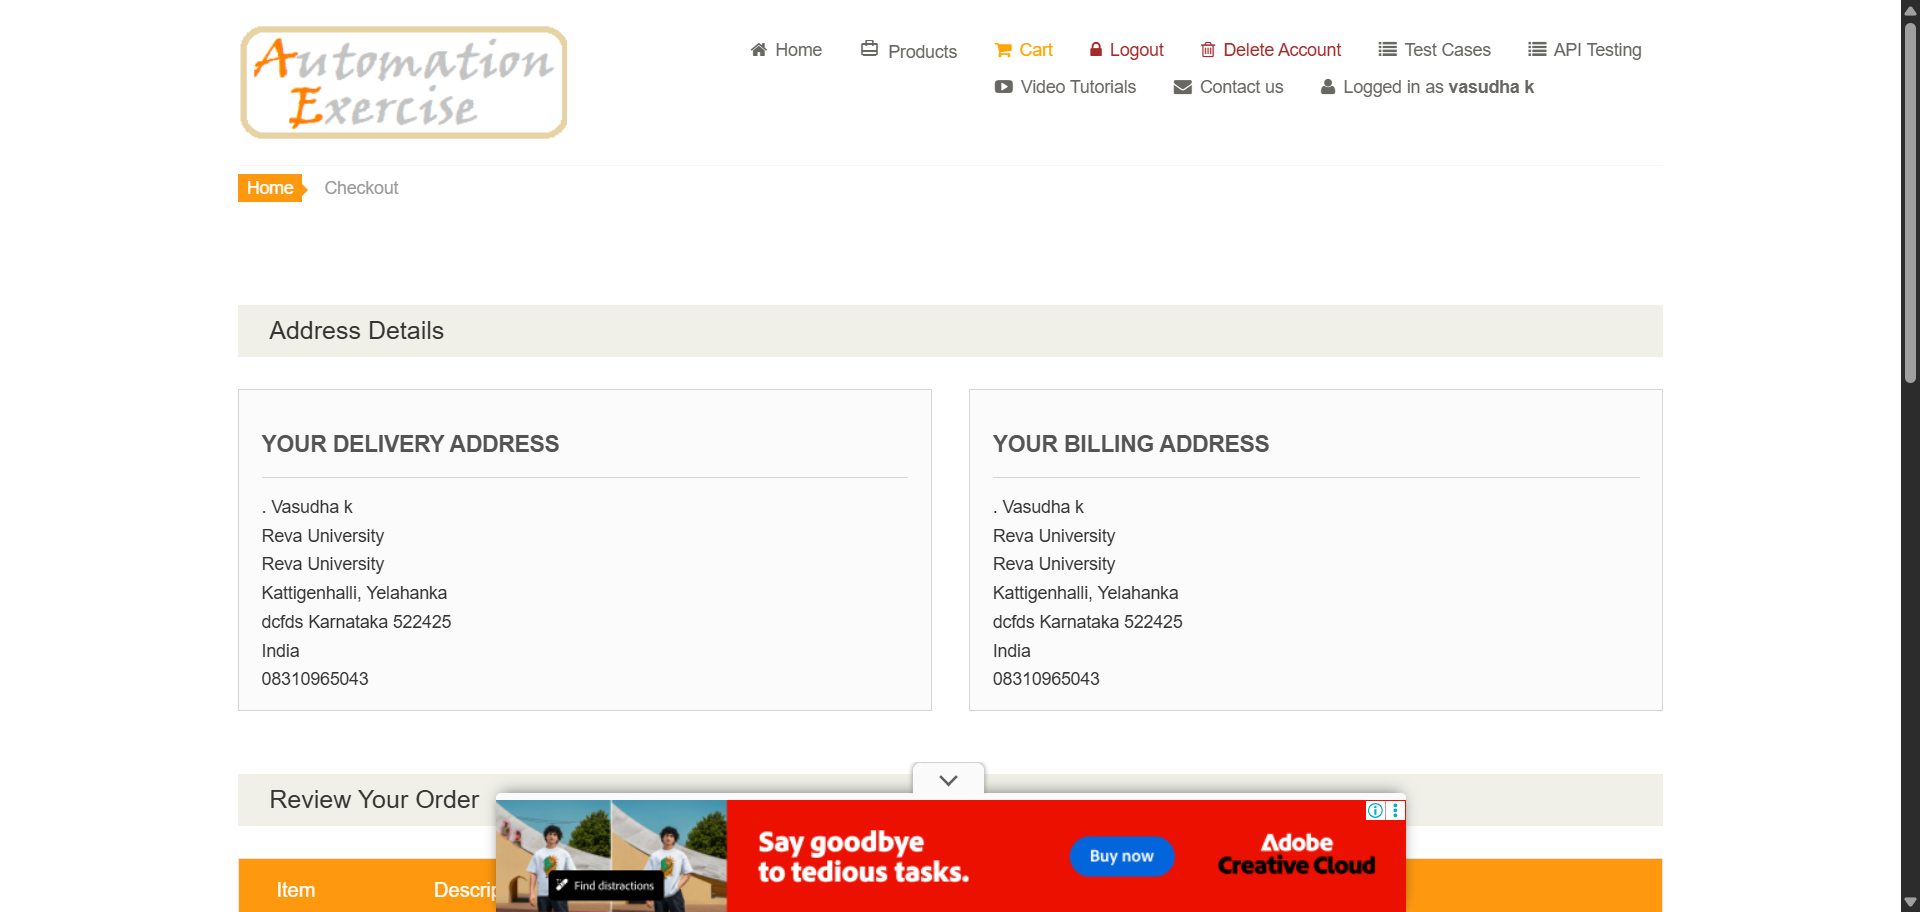 Automation
Exercise
Home
Products
Cart
Logout
Delete Account
Test Cases
API Testing
Video Tutorials
Contact us
Logged in as vasudha k
Home
Checkout
Address Details
YOUR DELIVERY ADDRESS
. Vasudha k
Reva University
Reva University
Kattigenhalli, Yelahanka
dcfds Karnataka 522425
India
08310965043
YOUR BILLING ADDRESS
. Vasudha k
Reva University
Reva University
Kattigenhalli, Yelahanka
dcfds Karnataka 522425
India
08310965043
Review Your Order
Item
Descrip
Find distractions
Say goodbye
to tedious tasks.
Buy now
Adobe
Creative Cloud